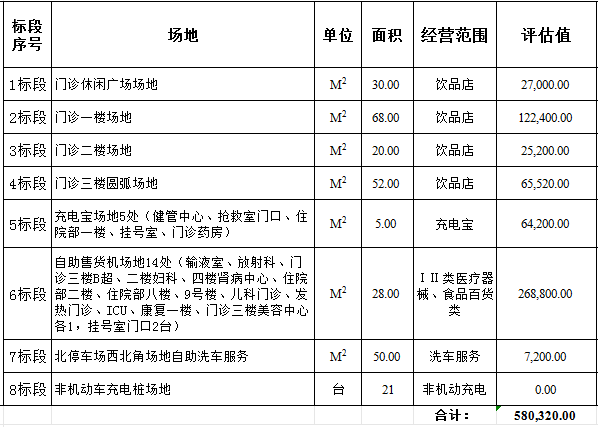 标段序号 场地 单位 面积 经营范围 评估值
1标段 门诊休闲广场场地 M² 30.00 饮品店 27,000.00
2标段 门诊一楼场地 M² 68.00 饮品店 122,400.00
3标段 门诊二楼场地 M² 20.00 饮品店 25,200.00
4标段 门诊三楼圆弧场地 M² 52.00 饮品店 65,520.00
5标段 充电宝场地5处（健管中心、抢救室门口、住
院部一楼、挂号室、门诊药房） M² 5.00 充电宝 64,200.00
6标段 自助售货机场地14处（输液室、放射科、门
诊三楼B超、二楼妇科、四楼肾病中心、住院
部二楼、住院部八楼、9号楼、儿科门诊、发
热门诊、ICU、康复一楼、门诊三楼美容中心
各1，挂号室门口2台） M² 28.00 ⅠⅡ类医疗器
械、食品百货
类 268,800.00
7标段 北停车场西北角场地自助洗车服务 M² 50.00 洗车服务 7,200.00
8标段 非机动车充电桩场地 台 21 非机动充电 0.00
合计： 580,320.00